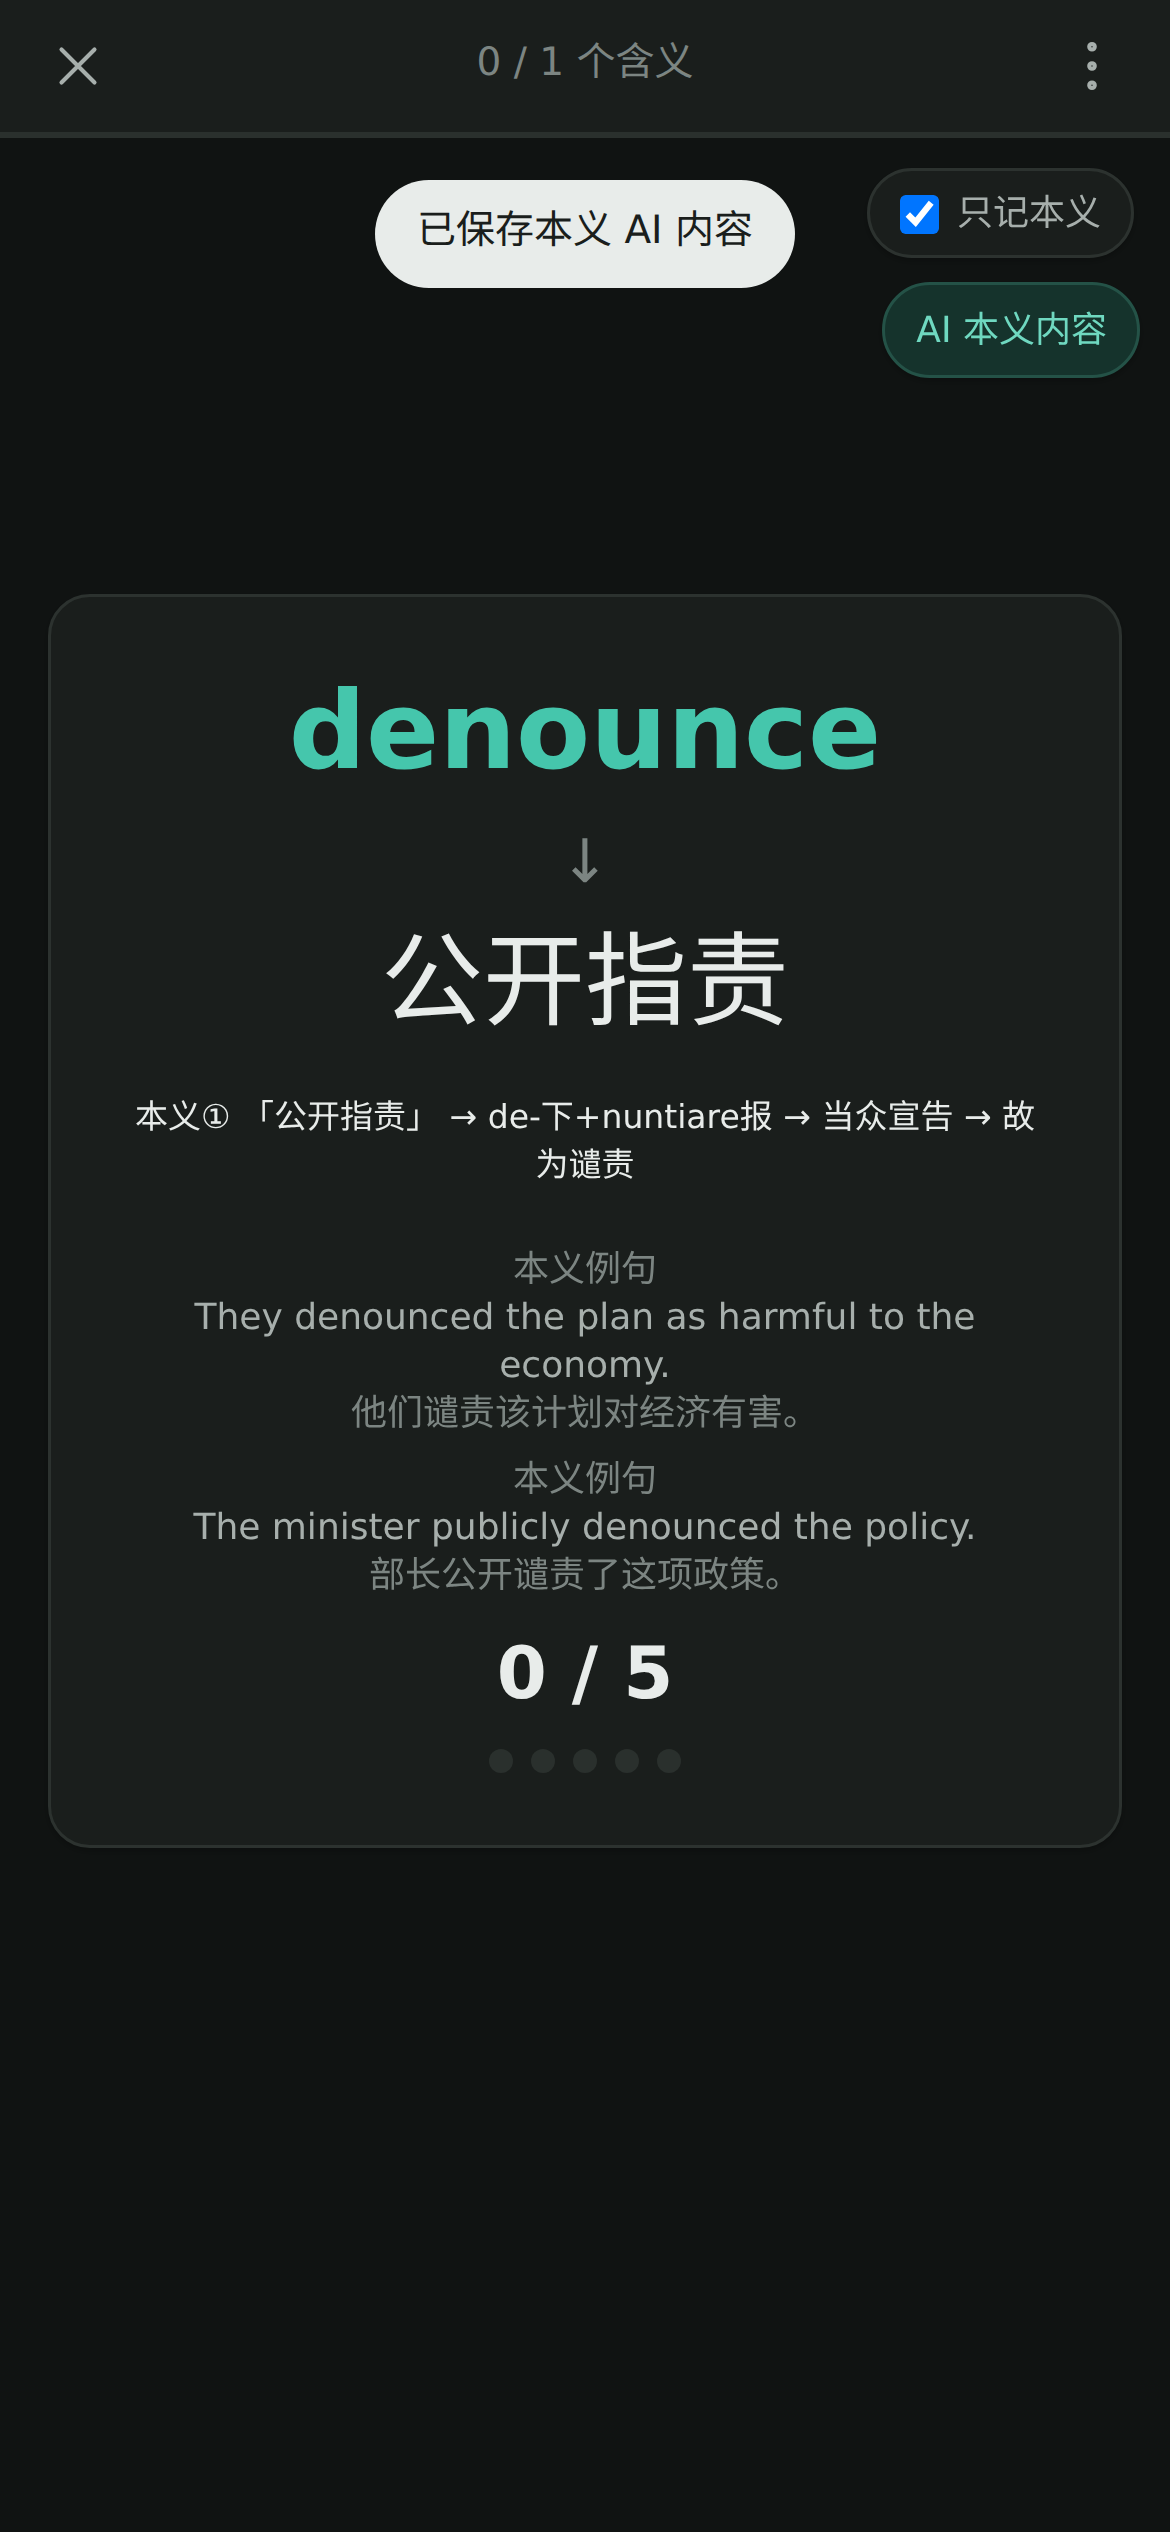 0 / 1 个含义
已保存本义 AI 内容
只记本义
AI 本义内容
denounce
↓
公开指责
本义① 「公开指责」 → de-下+nuntiare报 → 当众宣告 → 故
为谴责
本义例句
They denounced the plan as harmful to the
economy.
他们谴责该计划对经济有害。
本义例句
The minister publicly denounced the policy.
部长公开谴责了这项政策。
0 / 5